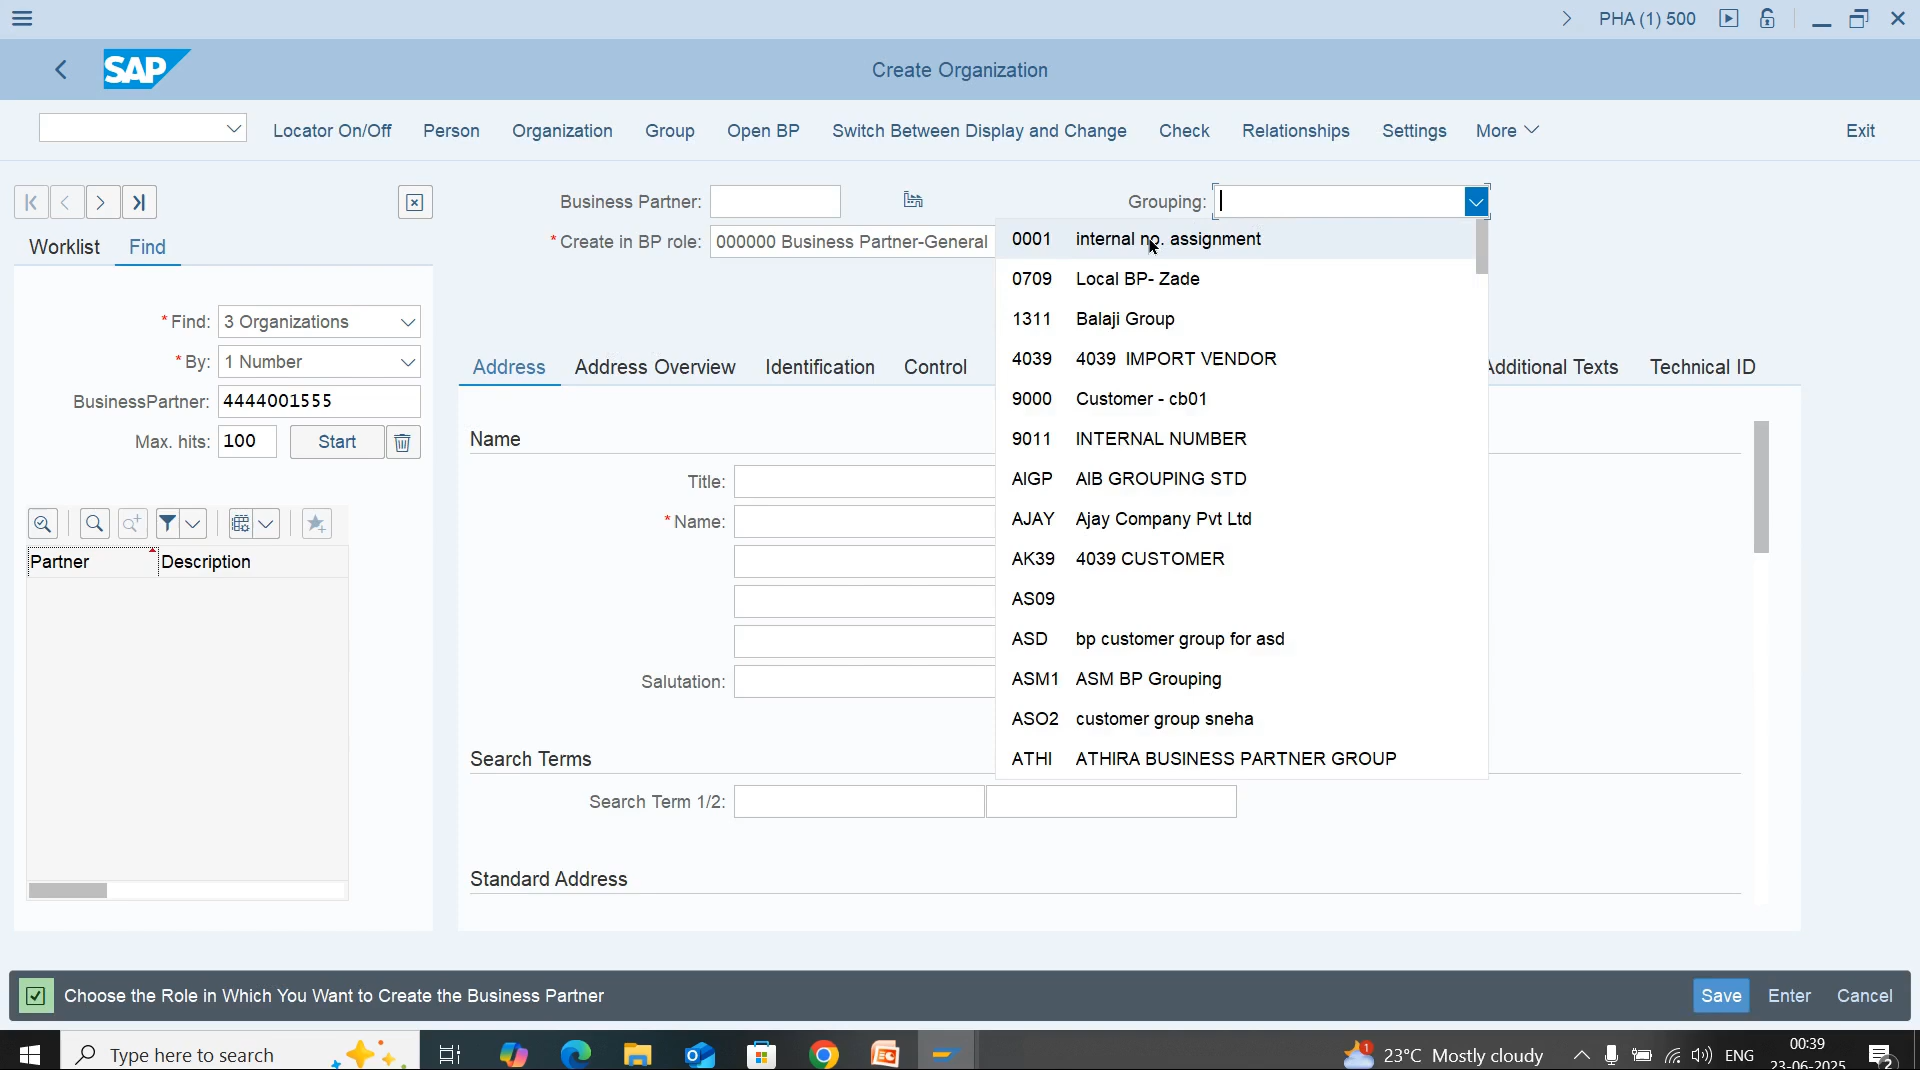 PHA (1) 500
SAP
Create Organization
Locator On/Off Person Organization Group Open BP Switch Between Display and Change Check Relationships Settings More Exit
Business Partner: Grouping:
* Create in BP role: 000000 Business Partner-General
Worklist Find
* Find: 3 Organizations
* By: 1 Number
BusinessPartner: 4444001555
Max. hits: 100 Start
Partner Description
0001 internal no. assignment
0709 Local BP- Zade
1311 Balaji Group
4039 4039 IMPORT VENDOR
9000 Customer - cb01
9011 INTERNAL NUMBER
AIGP AIB GROUPING STD
AJAY Ajay Company Pvt Ltd
AK39 4039 CUSTOMER
AS09
ASD bp customer group for asd
ASM1 ASM BP Grouping
ASO2 customer group sneha
ATHI ATHIRA BUSINESS PARTNER GROUP
Address Address Overview Identification Control Additional Texts Technical ID
Name
Title:
* Name:
Salutation:
Search Terms
Search Term 1/2:
Standard Address
Choose the Role in Which You Want to Create the Business Partner
Save Enter Cancel
Type here to search
1
23°C Mostly cloudy
ENG
00:39
23-06-2025
2